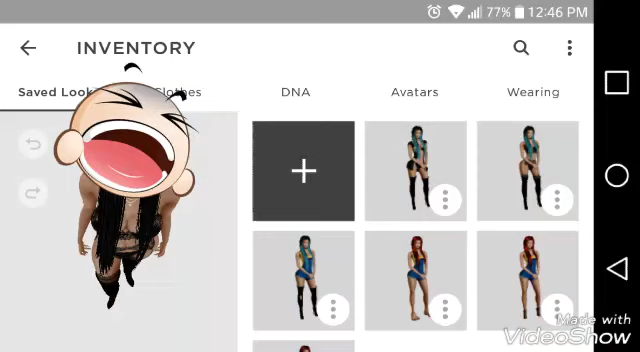 77% 12:46 PM
INVENTORY
Saved Look Clothes DNA Avatars Wearing
Made with
VideoShow